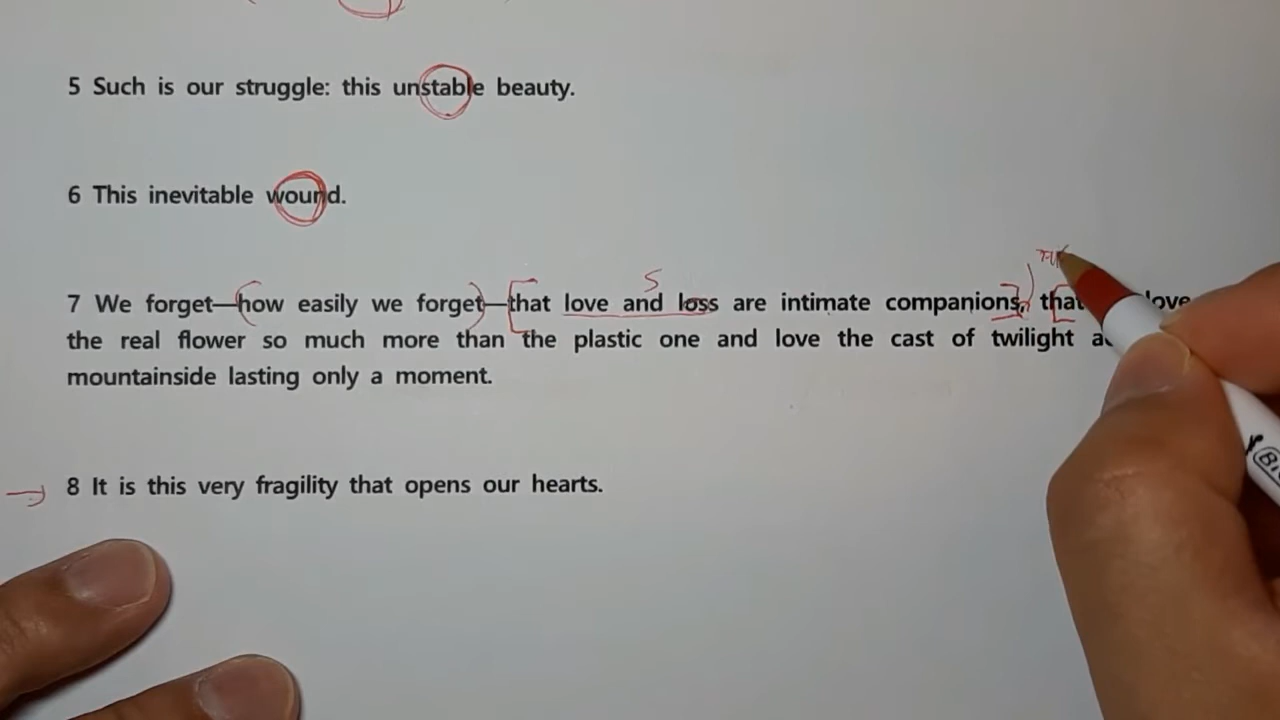 5 Such is our struggle: this unstable beauty.
6 This inevitable wound.
S
7 We forget—how easily we forget—that love and loss are intimate companions, that love
the real flower so much more than the plastic one and love the cast of twilight
mountainside lasting only a moment.
8 It is this very fragility that opens our hearts.